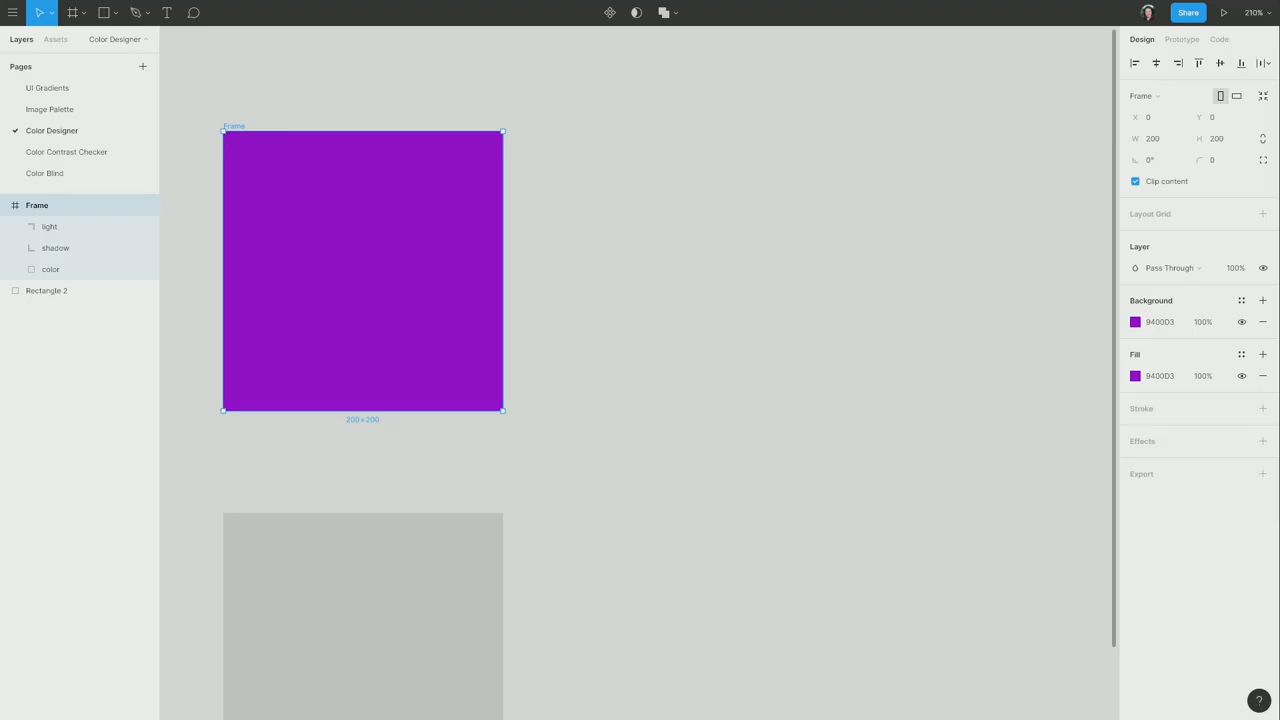 Share
210%
Layers Assets Color Designer
Pages
UI Gradients
Image Palette
Color Designer
Color Contrast Checker
Color Blind
Frame
light
shadow
color
Rectangle 2
Frame
200×200
Design Prototype Code
Frame
X 0 Y 0
W 200 H 200
0° 0
Clip content
Layout Grid
Layer
Pass Through 100%
Background
9400D3 100%
Fill
9400D3 100%
Stroke
Effects
Export
?